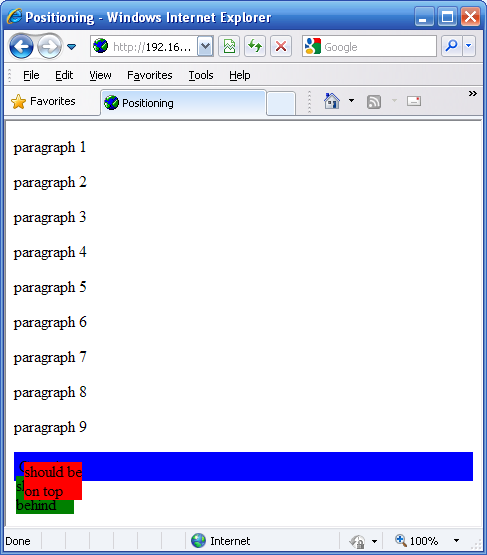 Positioning - Windows Internet Explorer
http://192.16...
Google
File Edit View Favorites Tools Help
Favorites
Positioning
»
paragraph 1
paragraph 2
paragraph 3
paragraph 4
paragraph 5
paragraph 6
paragraph 7
paragraph 8
paragraph 9
should be
on top
behind
Done
Internet
100%